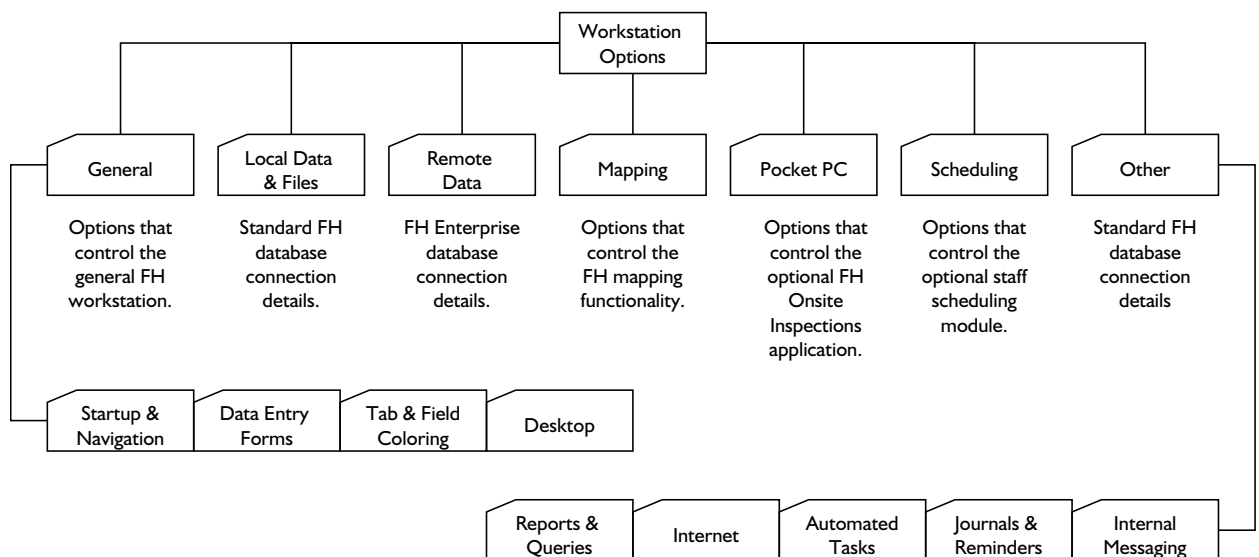 Workstation
Options
General
Local Data
& Files
Remote
Data
Mapping
Pocket PC
Scheduling
Other
Options that
control the
general FH
workstation.
Standard FH
database
connection
details.
FH Enterprise
database
connection
details.
Options that
control the
FH mapping
functionality.
Options that
control the
optional FH
Onsite
Inspections
application.
Options that
control the
optional staff
scheduling
module.
Standard FH
database
connection
details
Startup &
Navigation
Data Entry
Forms
Tab & Field
Coloring
Desktop
Reports &
Queries
Internet
Automated
Tasks
Journals &
Reminders
Internal
Messaging